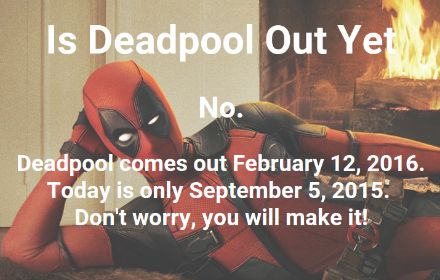 Is Deadpool Out Yet
No.
Deadpool comes out February 12, 2016.
Today is only September 5, 2015.
Don't worry, you will make it!